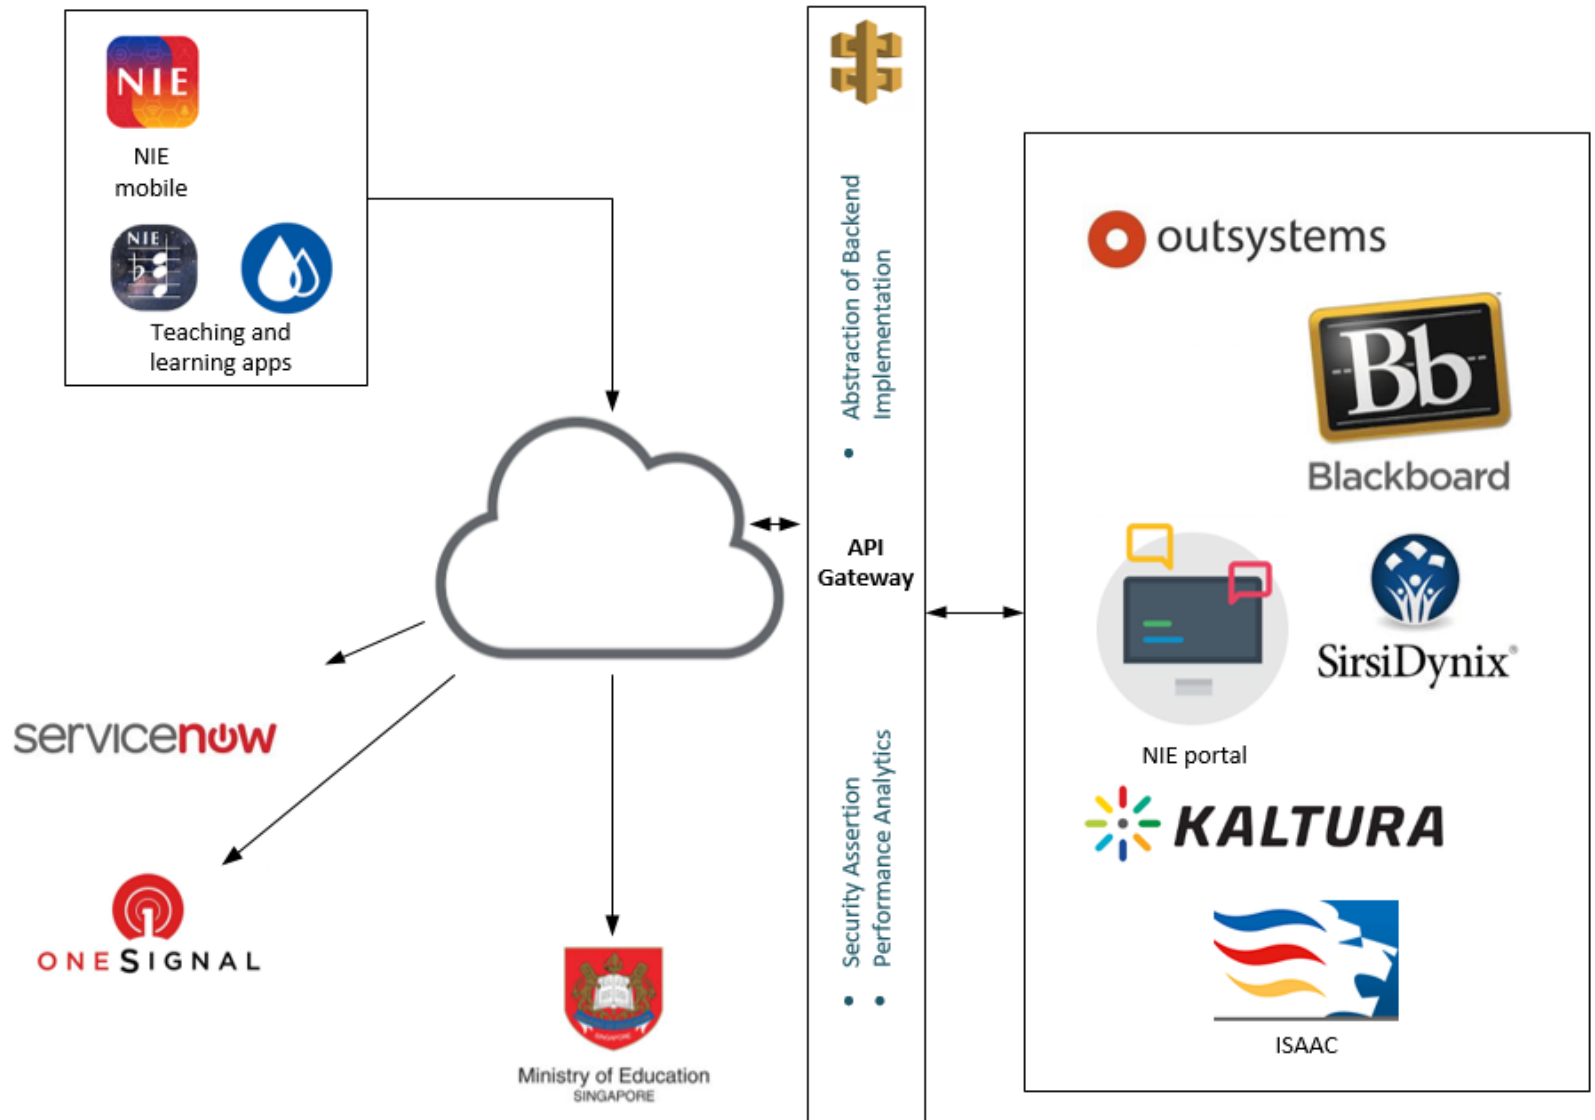 NIE
NIE
mobile
NIE
Teaching and
learning apps
servicenow
ONESIGNAL
SINGAPORE
Ministry of Education
SINGAPORE
• Abstraction of Backend
Implementation
API
Gateway
• Security Assertion
• Performance Analytics
outsystems
Bb
Blackboard
SirsiDynix®
NIE portal
KALTURA
ISAAC